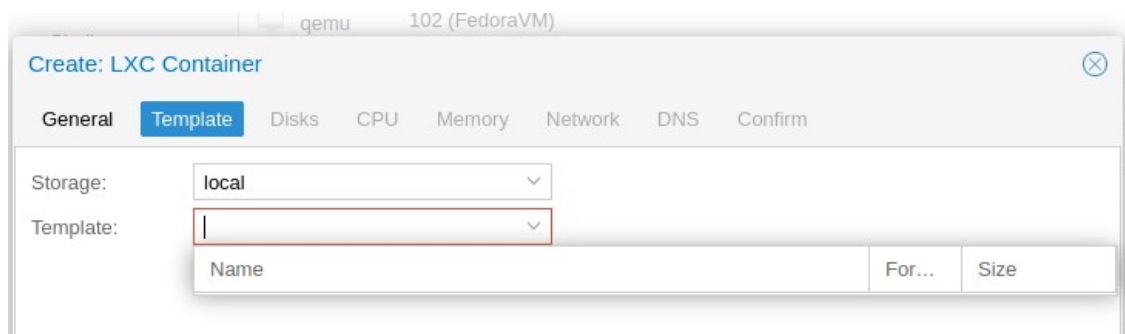 qemu 102 (FedoraVM)
Create: LXC Container
General Template Disks CPU Memory Network DNS Confirm
Storage: local
Template:
Name For... Size